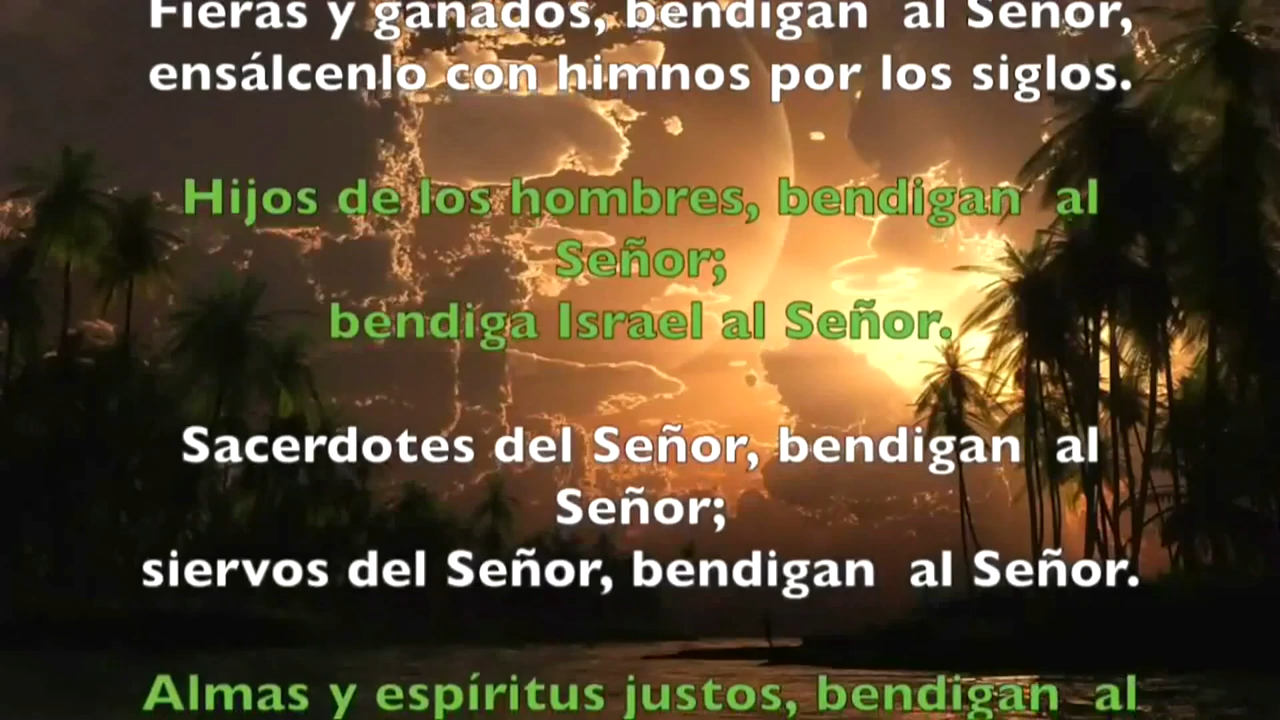 Fieras y ganados, bendigan al Señor,
ensálcenlo con himnos por los siglos.
Hijos de los hombres, bendigan al
Señor;
bendiga Israel al Señor.
Sacerdotes del Señor, bendigan al
Señor;
siervos del Señor, bendigan al Señor.
Almas y espíritus justos, bendigan al